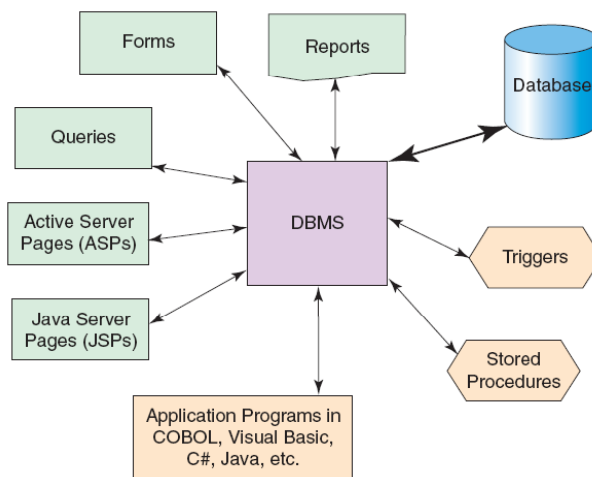 Forms
Reports
Database
Queries
DBMS
Active Server
Pages (ASPs)
Triggers
Java Server
Pages (JSPs)
Stored
Procedures
Application Programs in
COBOL, Visual Basic,
C#, Java, etc.